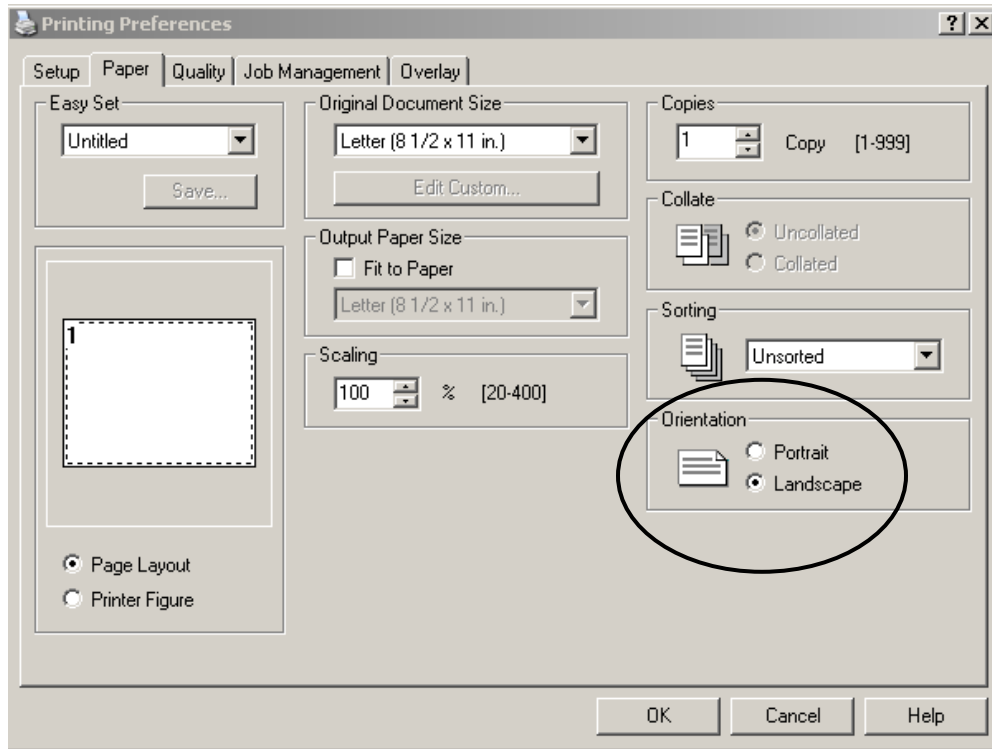 Printing Preferences
Setup Paper Quality Job Management Overlay
Easy Set
Untitled
Save...
1
Page Layout
Printer Figure
Original Document Size
Letter (8 1/2 x 11 in.)
Edit Custom...
Output Paper Size
Fit to Paper
Letter (8 1/2 x 11 in.)
Scaling
100 % [20-400]
Copies
1 Copy [1-999]
Collate
Uncollated
Collated
Sorting
Unsorted
Orientation
Portrait
Landscape
OK Cancel Help